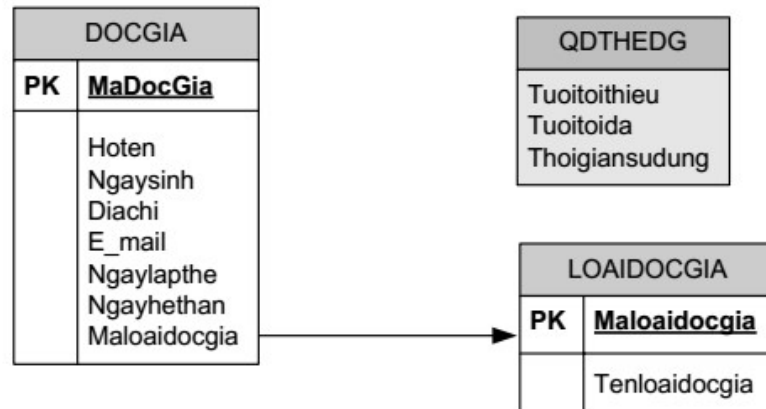 DOCGIA
PK MaDocGia
Hoten
Ngaysinh
Diachi
E_mail
Ngaylapthe
Ngayhethan
Maloaidocgia
QDTHEDG
Tuoitoithieu
Tuoitoida
Thoigiansudung
LOAIDOCGIA
PK Maloaidocgia
Tenloaidocgia